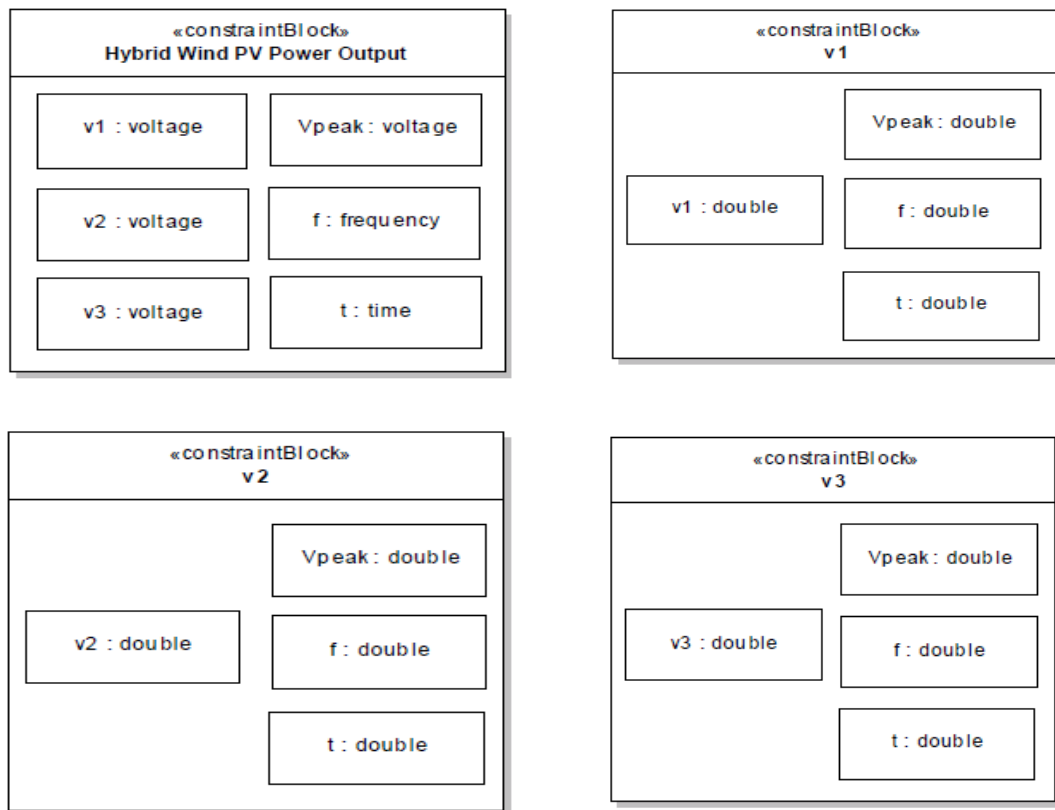 «constraintBlock»
Hybrid Wind PV Power Output
v1 : voltage
Vpeak : voltage
v2 : voltage
f : frequency
v3 : voltage
t : time
«constraintBlock»
v1
Vpeak : double
v1 : double
f : double
t : double
«constraintBlock»
v2
Vpeak : double
v2 : double
f : double
t : double
«constraintBlock»
v3
Vpeak : double
v3 : double
f : double
t : double